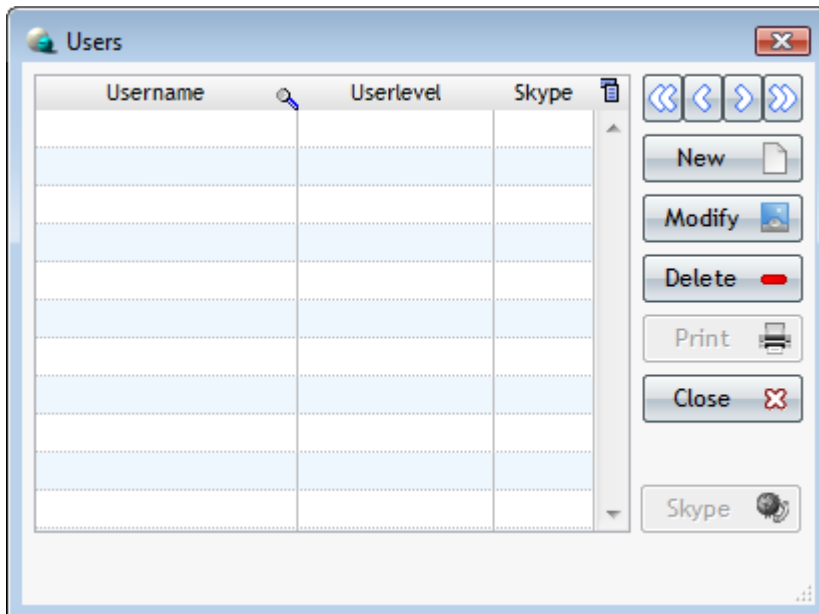 Users
Username Userlevel Skype
New
Modify
Delete
Print
Close
Skype